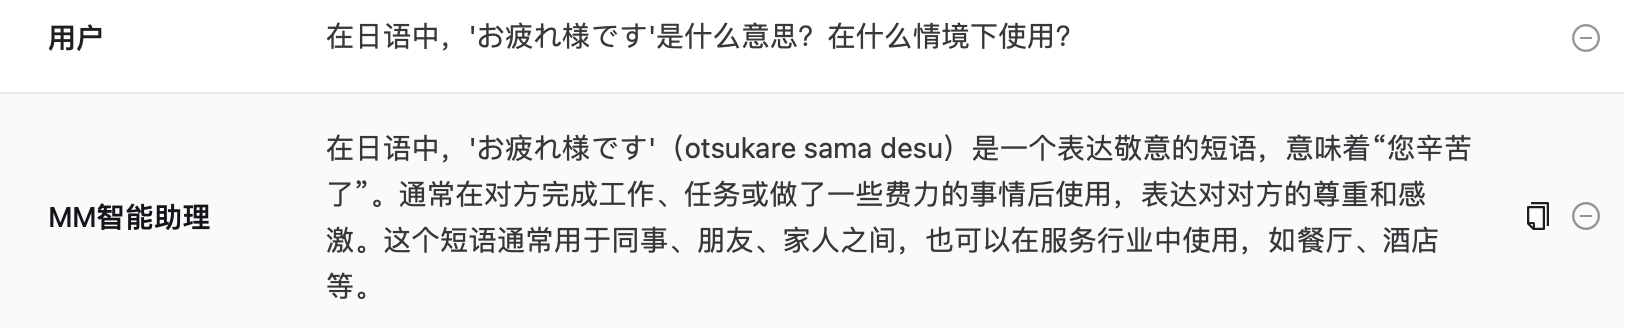 用户
在日语中，'お疲れ様です'是什么意思？在什么情境下使用？
MM智能助理
在日语中，'お疲れ様です'（otsukare sama desu）是一个表达敬意的短语，意味着“您辛苦
了”。通常在对方完成工作、任务或做了一些费力的事情后使用，表达对对方的尊重和感
激。这个短语通常用于同事、朋友、家人之间，也可以在服务行业中使用，如餐厅、酒店
等。